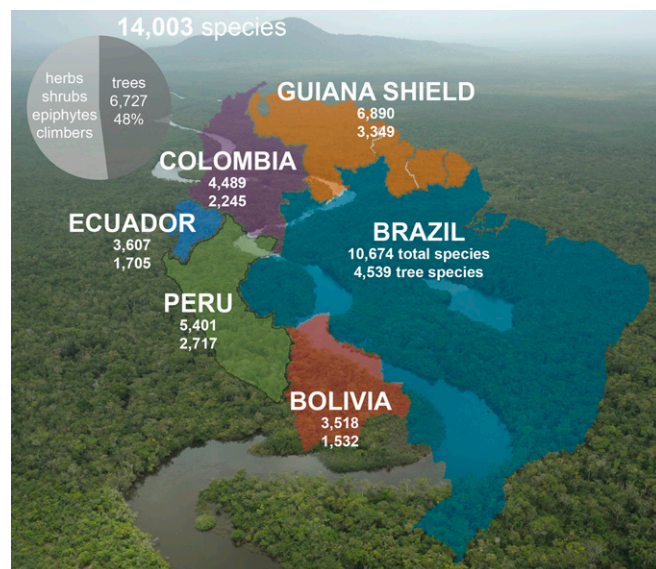 14,003 species
herbs
shrubs
epiphytes
climbers
trees
6,727
48%
GUIANA SHIELD
6,890
3,349
COLOMBIA
4,489
2,245
ECUADOR
3,607
1,705
BRAZIL
10,674 total species
4,539 tree species
PERU
5,401
2,717
BOLIVIA
3,518
1,532